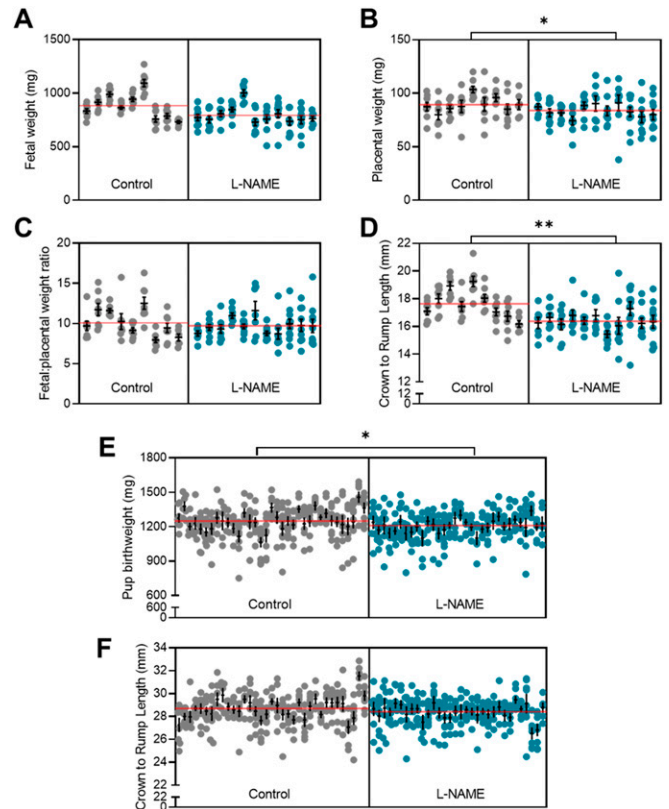 A
Fetal weight (mg)
1500
1000
500
0
Control
L-NAME
B
*
Placental weight (mg)
150
100
50
0
Control
L-NAME
C
Fetal:placental weight ratio
20
15
10
5
0
Control
L-NAME
D
**
Crown to Rump Length (mm)
22
20
18
16
14
12
12
0
Control
L-NAME
E
*
Pup birthweight (mg)
1800
1500
1200
900
600
600
0
Control
L-NAME
F
Crown to Rump Length (mm)
34
32
30
28
26
24
22
22
0
Control
L-NAME